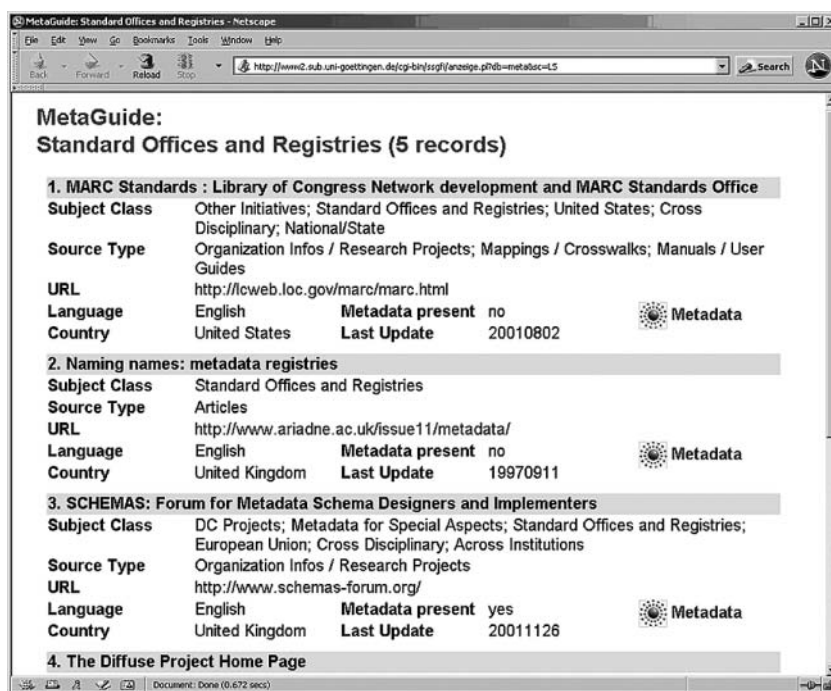 MetaGuide: Standard Offices and Registries - Netscape
File Edit View Go Bookmarks Tools Window Help
Back Forward Reload Stop http://www2.sub.uni-goettingen.de/cgi-bin/ssgfi/anzeige.pl?db=meta&sc=LS Search N
MetaGuide:
Standard Offices and Registries (5 records)
1. MARC Standards : Library of Congress Network development and MARC Standards Office
Subject Class Other Initiatives; Standard Offices and Registries; United States; Cross
Disciplinary; National/State
Source Type Organization Infos / Research Projects; Mappings / Crosswalks; Manuals / User
Guides
URL http://lcweb.loc.gov/marc/marc.html
Language English Metadata present no Metadata
Country United States Last Update 20010802
2. Naming names: metadata registries
Subject Class Standard Offices and Registries
Source Type Articles
URL http://www.ariadne.ac.uk/issue11/metadata/
Language English Metadata present no Metadata
Country United Kingdom Last Update 19970911
3. SCHEMAS: Forum for Metadata Schema Designers and Implementers
Subject Class DC Projects; Metadata for Special Aspects; Standard Offices and Registries;
European Union; Cross Disciplinary; Across Institutions
Source Type Organization Infos / Research Projects
URL http://www.schemas-forum.org/
Language English Metadata present yes Metadata
Country United Kingdom Last Update 20011126
4. The Diffuse Project Home Page
Document: Done (0.672 secs)